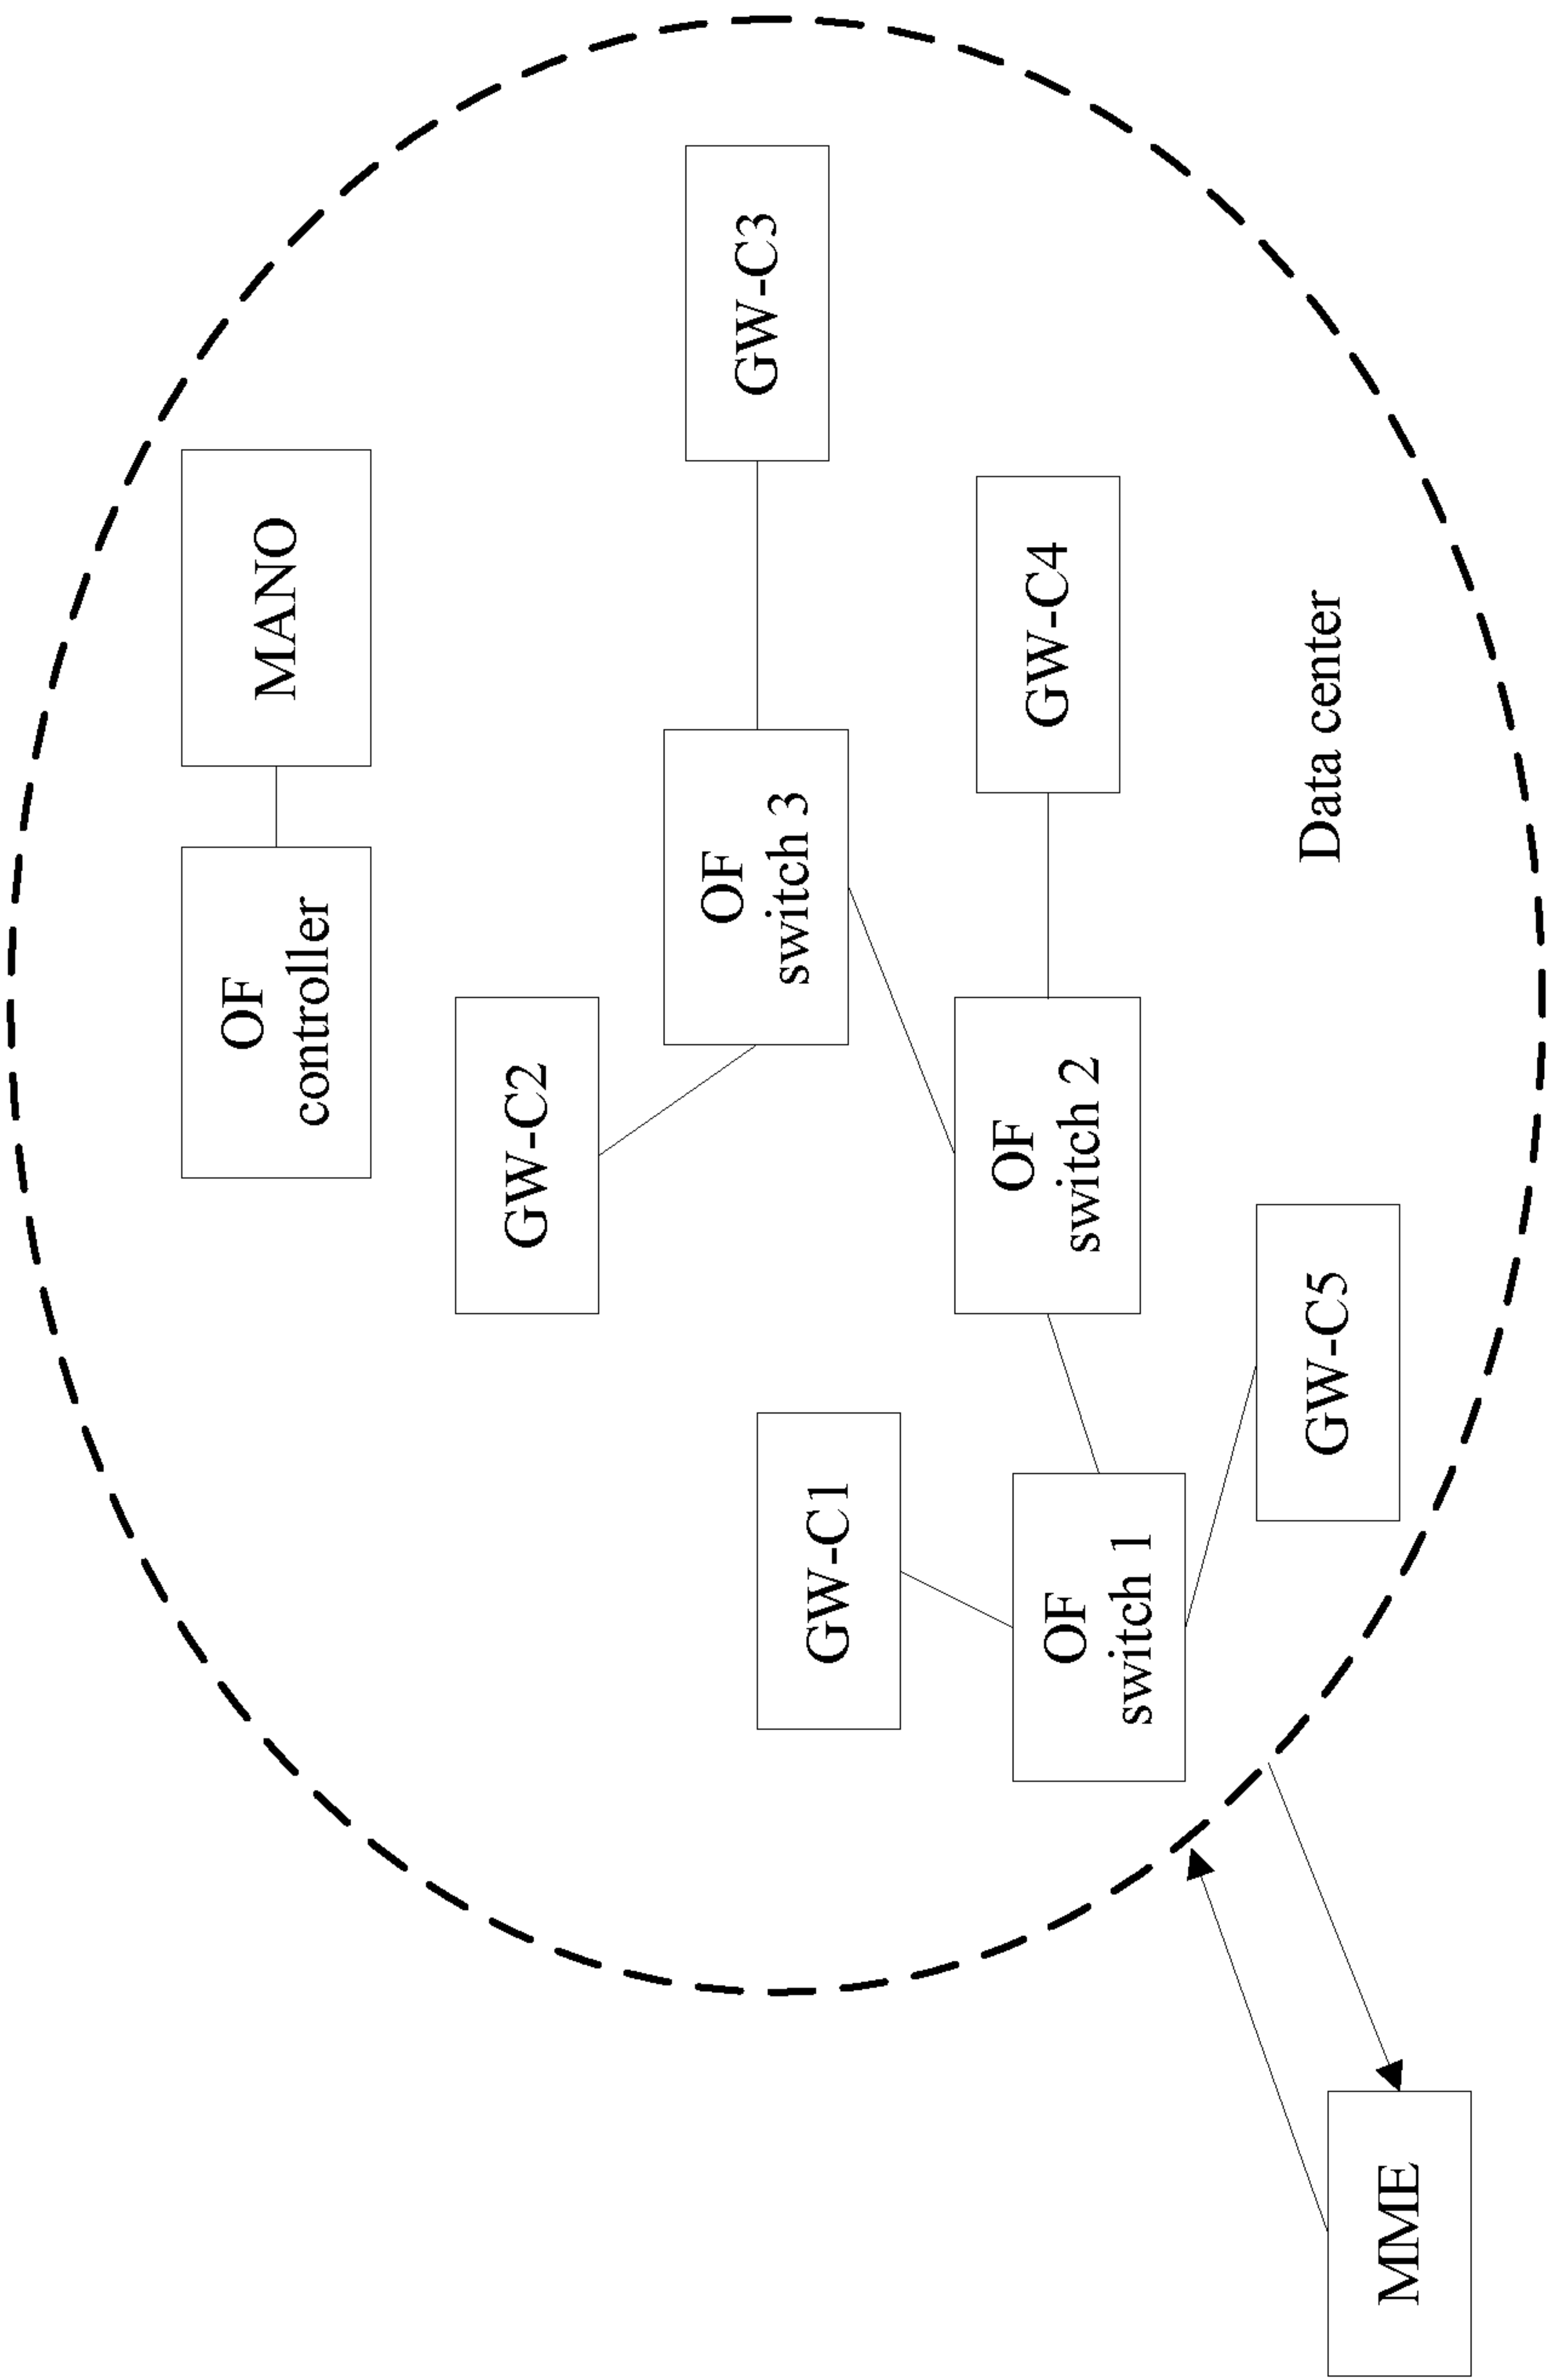 MME
Data center
OF
controller
MANO
GW-C2
OF
switch 3
GW-C3
GW-C1
OF
switch 2
GW-C4
OF
switch 1
GW-C5